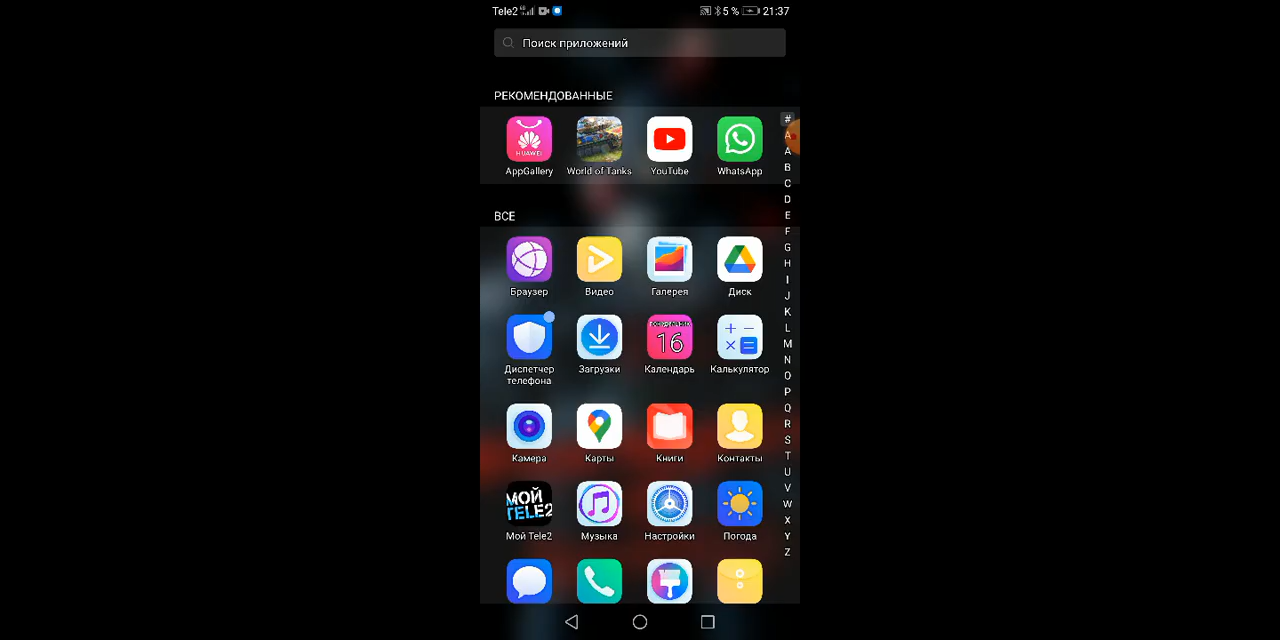 Tele2 5 % 21:37
Поиск приложений
РЕКОМЕНДОВАННЫЕ
HUAWEI
AppGallery World of Tanks YouTube WhatsApp
ВСЕ
Браузер Видео Галерея Диск
16
Диспетчер телефона Загрузки Календарь Калькулятор
Камера Карты Книги Контакты
МОЙ
TELE2
Мой Tele2 Музыка Настройки Погода
#
A
A
B
C
D
E
F
G
H
I
J
K
L
M
N
O
P
Q
R
S
T
U
V
W
X
Y
Z